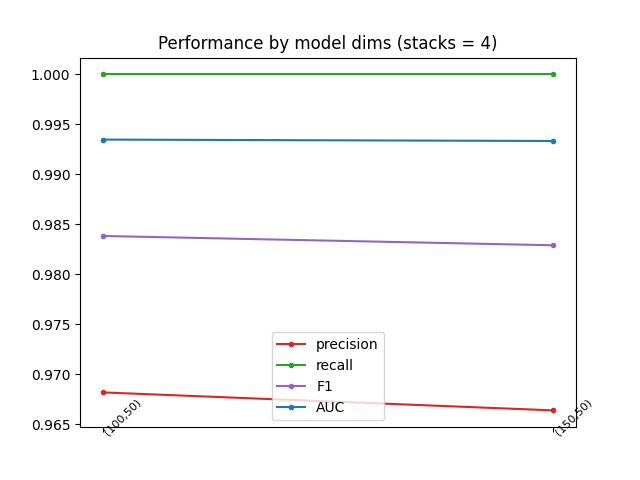 Performance by model dims (stacks = 4)
1.000
0.995
0.990
0.985
0.980
0.975
0.970
0.965
precision
recall
F1
AUC
(100,50)
(150,50)